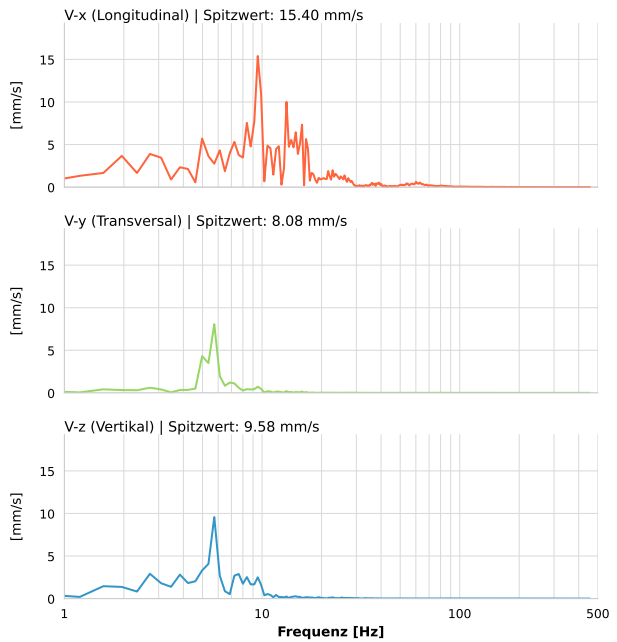 V-x (Longitudinal) | Spitzwert: 15.40 mm/s
[mm/s]
15
10
5
0
V-y (Transversal) | Spitzwert: 8.08 mm/s
[mm/s]
15
10
5
0
V-z (Vertikal) | Spitzwert: 9.58 mm/s
[mm/s]
15
10
5
0
1 10 100 500
Frequenz [Hz]